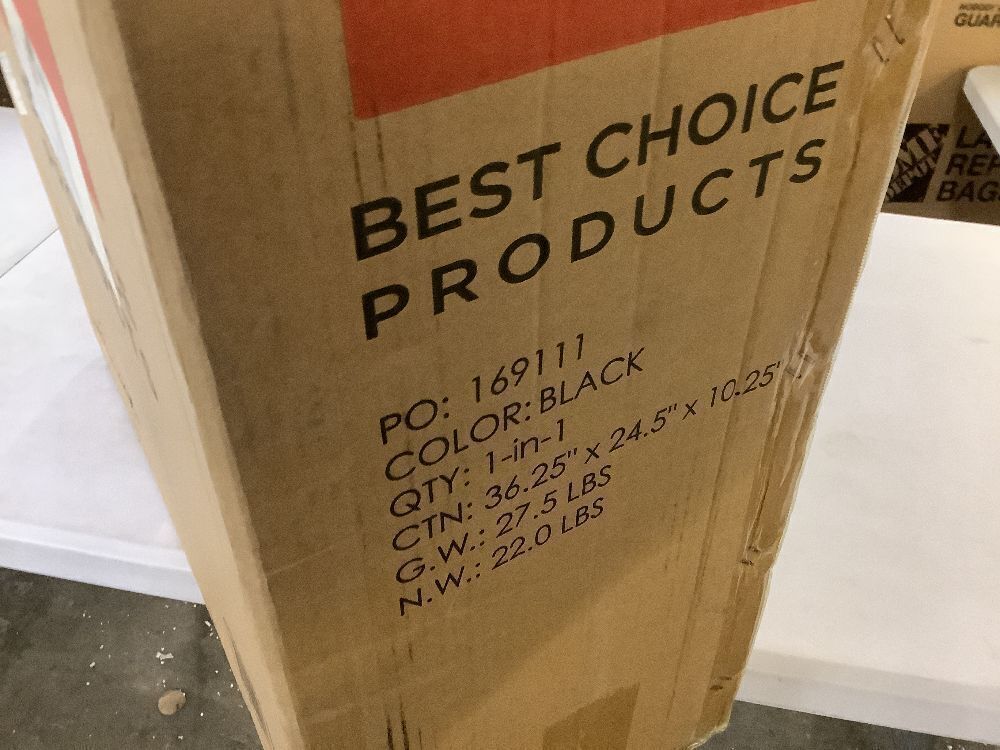 BEST CHOICE
PRODUCTS
PO: 169111
COLOR: BLACK
QTY: 1-in-1
CTN: 36.25" x 24.5" x 10.25"
G.W.: 27.5 LBS
N.W.: 22.0 LBS
DEPOT